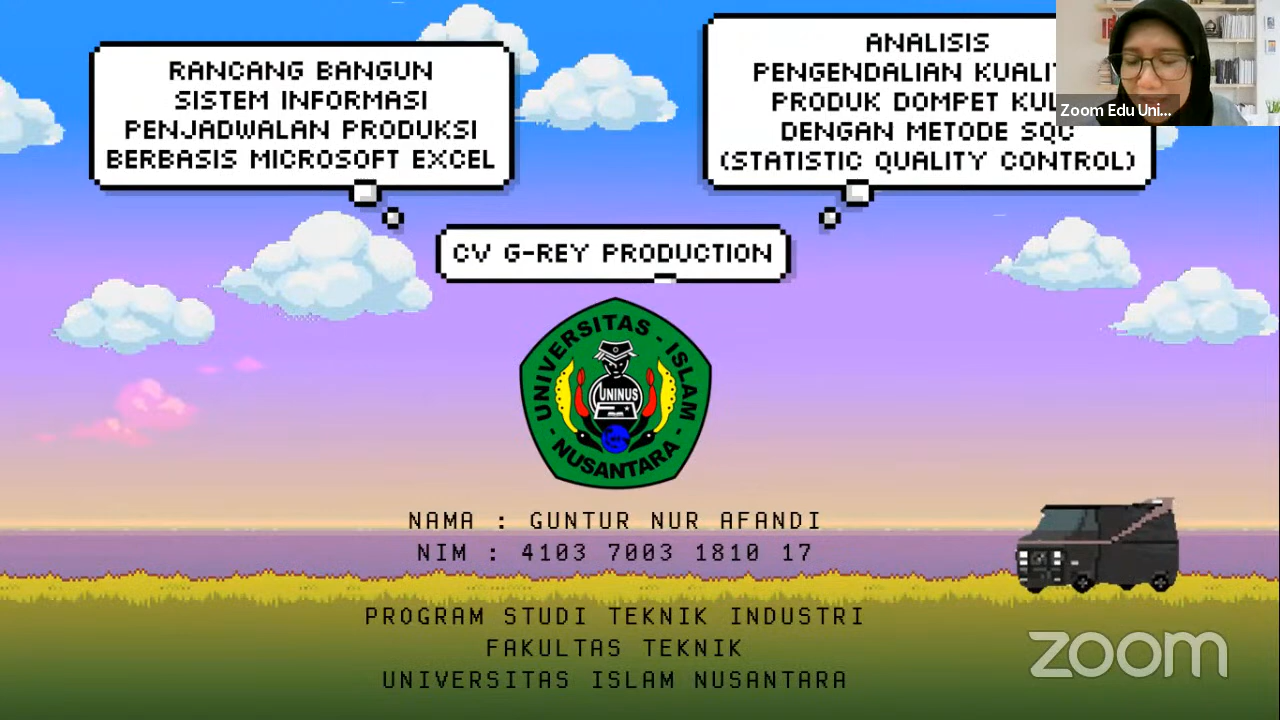 RANCANG BANGUN
SISTEM INFORMASI
PENJADWALAN PRODUKSI
BERBASIS MICROSOFT EXCEL
ANALISIS
PENGENDALIAN
PRODUK DOMPET
DENGAN METODE SQC
(STATISTIC QUALITY CONTROL)
Zoom Edu Uni...
CV G-REY PRODUCTION
UNIVERSITAS - ISLAM
- NUSANTARA -
UNINUS
NAMA : GUNTUR NUR AFANDI
NIM : 4103 7003 1810 17
PROGRAM STUDI TEKNIK INDUSTRI
FAKULTAS TEKNIK
UNIVERSITAS ISLAM NUSANTARA
zoom